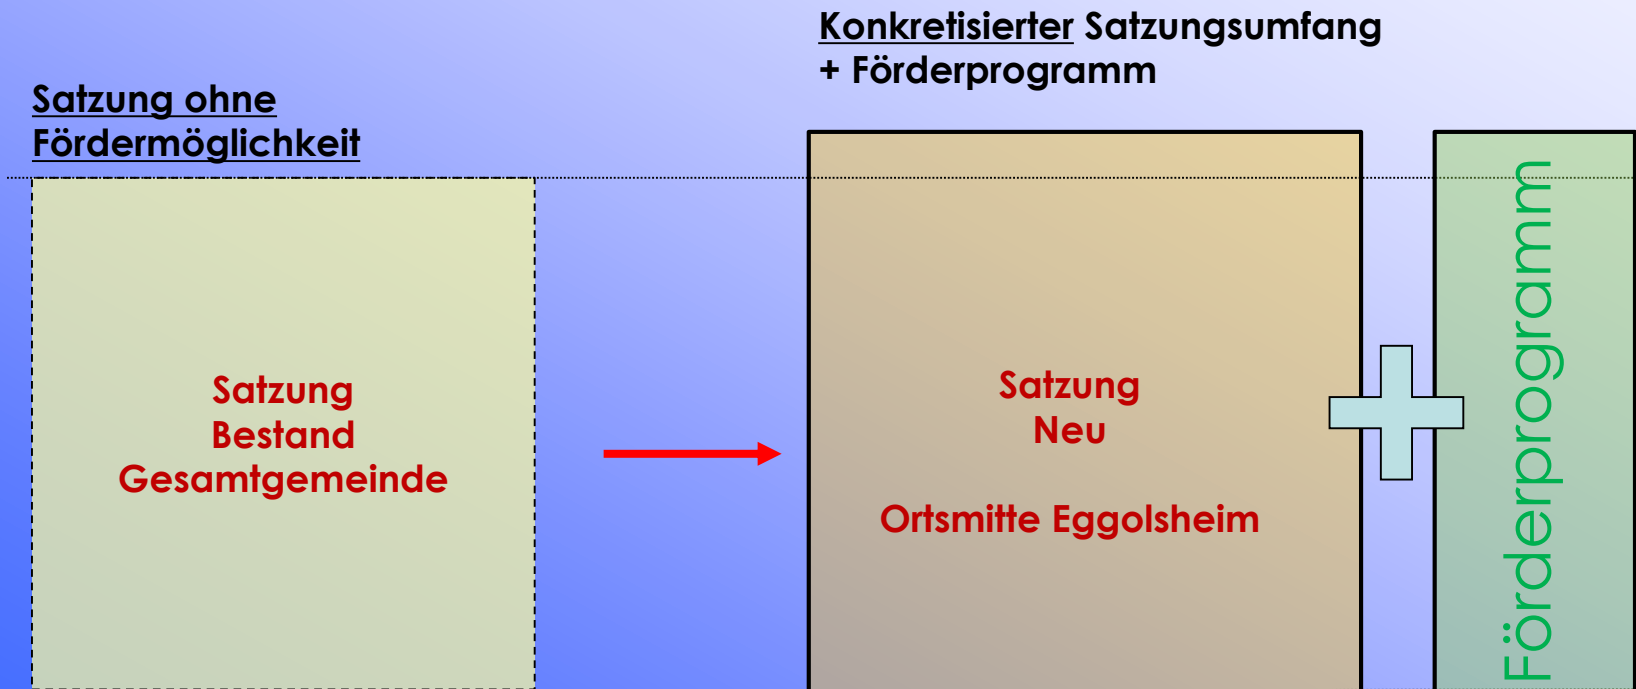 Satzung ohne
Fördermöglichkeit
Satzung
Bestand
Gesamtgemeinde
Konkretisierter Satzungsumfang
+ Förderprogramm
Satzung
Neu
Ortsmitte Eggolsheim
Förderprogramm